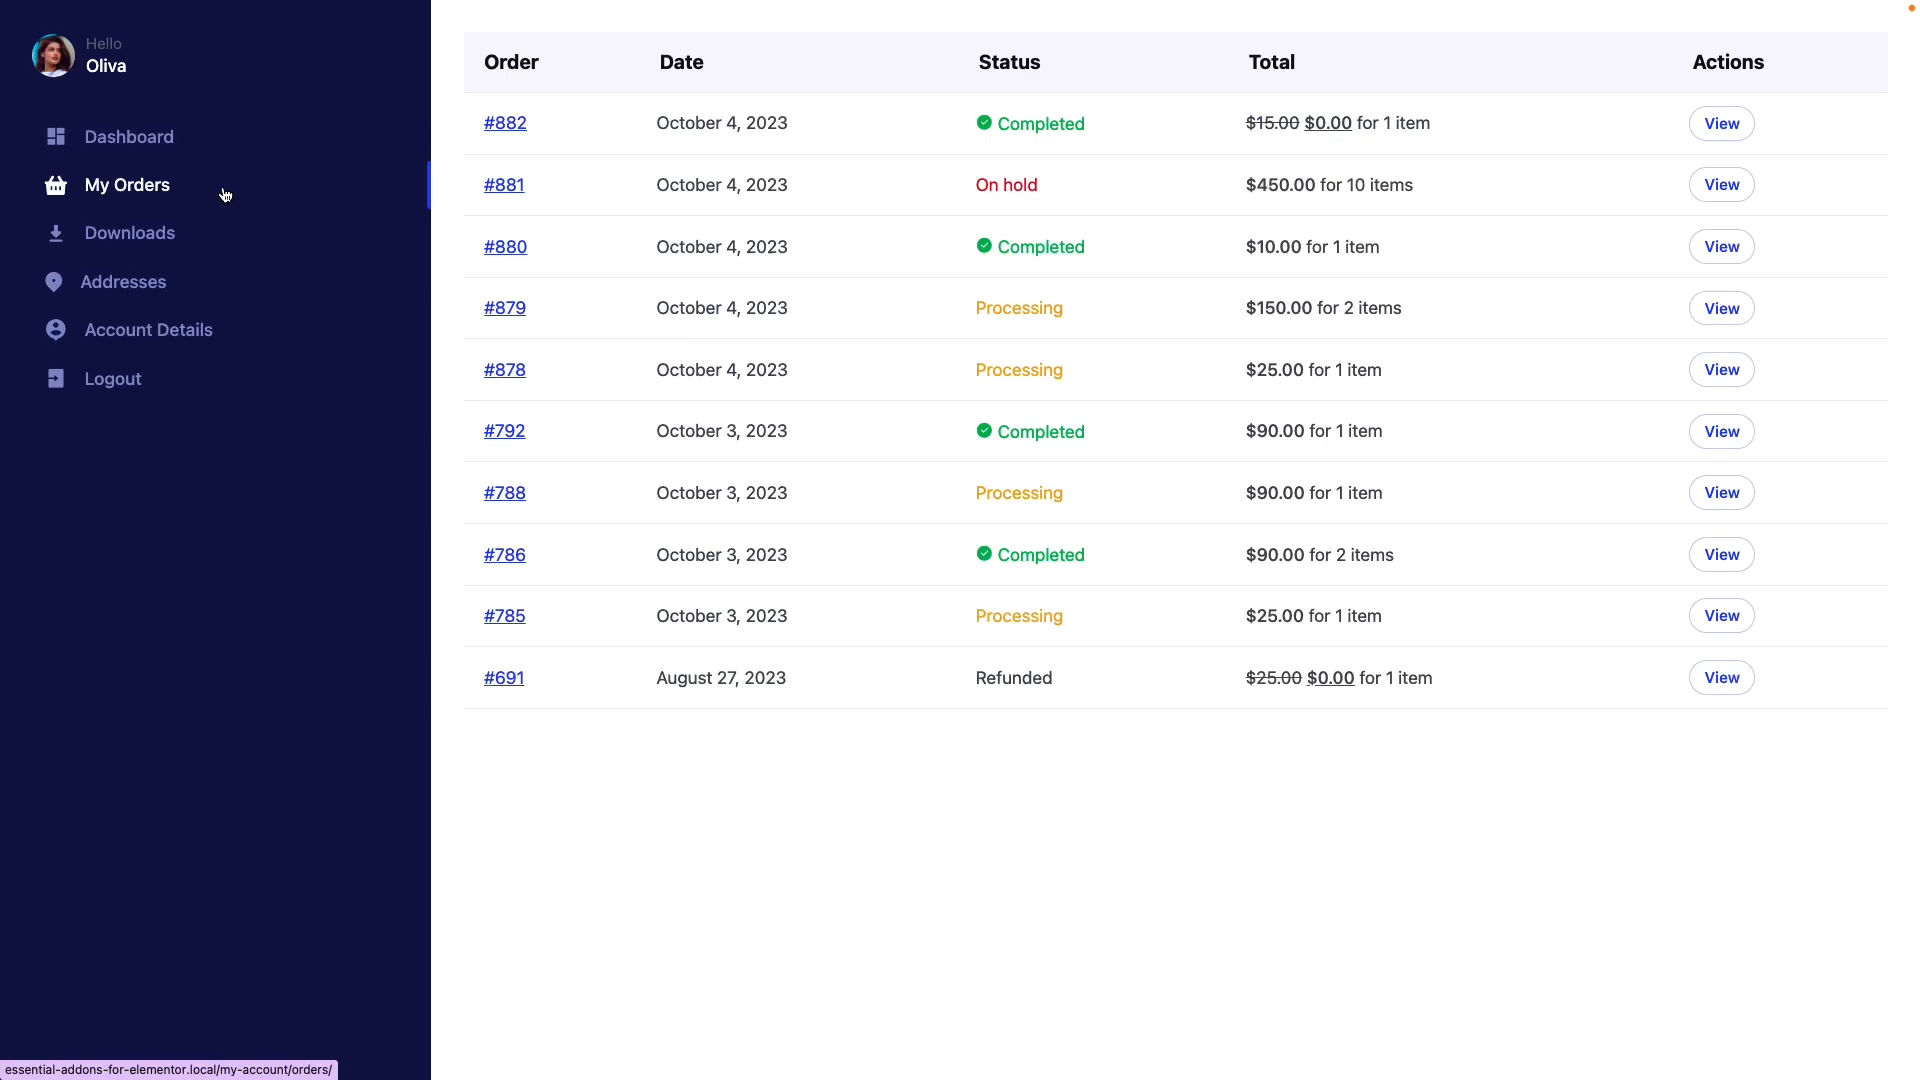 Hello
Oliva
Dashboard
My Orders
Downloads
Addresses
Account Details
Logout
Order Date Status Total Actions
#882 October 4, 2023 Completed $15.00 $0.00 for 1 item View
#881 October 4, 2023 On hold $450.00 for 10 items View
#880 October 4, 2023 Completed $10.00 for 1 item View
#879 October 4, 2023 Processing $150.00 for 2 items View
#878 October 4, 2023 Processing $25.00 for 1 item View
#792 October 3, 2023 Completed $90.00 for 1 item View
#788 October 3, 2023 Processing $90.00 for 1 item View
#786 October 3, 2023 Completed $90.00 for 2 items View
#785 October 3, 2023 Processing $25.00 for 1 item View
#691 August 27, 2023 Refunded $25.00 $0.00 for 1 item View
essential-addons-for-elementor.local/my-account/orders/